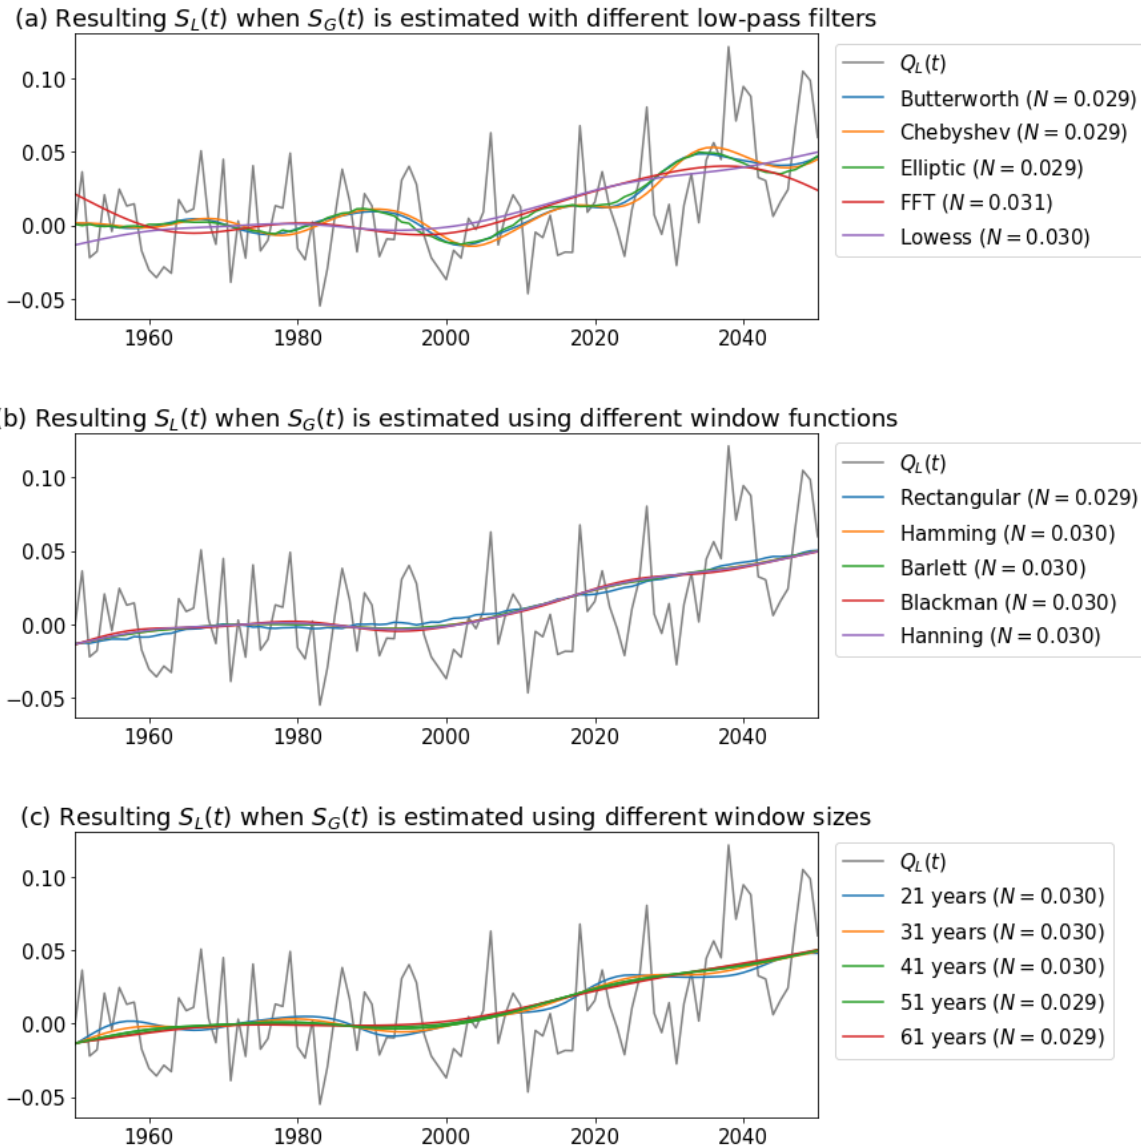 (a) Resulting S_L(t) when S_G(t) is estimated with different low-pass filters
0.10
0.05
0.00
−0.05
1960 1980 2000 2020 2040
Q_L(t)
Butterworth (N = 0.029)
Chebyshev (N = 0.029)
Elliptic (N = 0.029)
FFT (N = 0.031)
Lowess (N = 0.030)
b) Resulting S_L(t) when S_G(t) is estimated using different window functions
0.10
0.05
0.00
−0.05
1960 1980 2000 2020 2040
Q_L(t)
Rectangular (N = 0.029)
Hamming (N = 0.030)
Barlett (N = 0.030)
Blackman (N = 0.030)
Hanning (N = 0.030)
(c) Resulting S_L(t) when S_G(t) is estimated using different window sizes
0.10
0.05
0.00
−0.05
1960 1980 2000 2020 2040
Q_L(t)
21 years (N = 0.030)
31 years (N = 0.030)
41 years (N = 0.030)
51 years (N = 0.029)
61 years (N = 0.029)